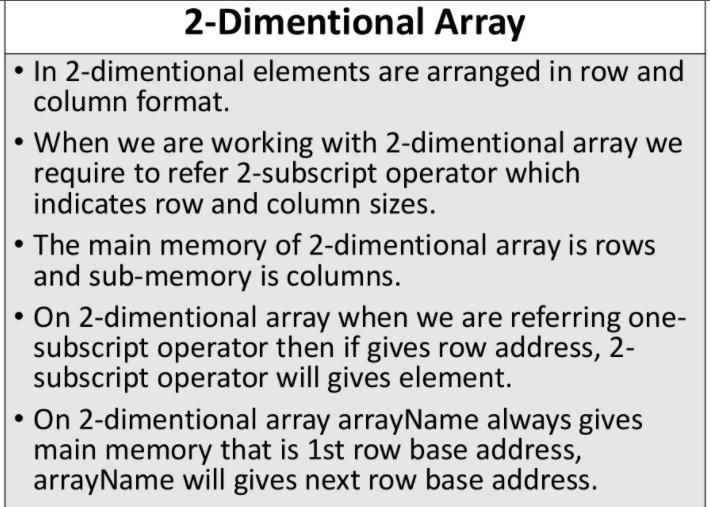 2-Dimentional Array
• In 2-dimentional elements are arranged in row and
column format.
• When we are working with 2-dimentional array we
require to refer 2-subscript operator which
indicates row and column sizes.
• The main memory of 2-dimentional array is rows
and sub-memory is columns.
• On 2-dimentional array when we are referring one-
subscript operator then if gives row address, 2-
subscript operator will gives element.
• On 2-dimentional array arrayName always gives
main memory that is 1st row base address,
arrayName will gives next row base address.